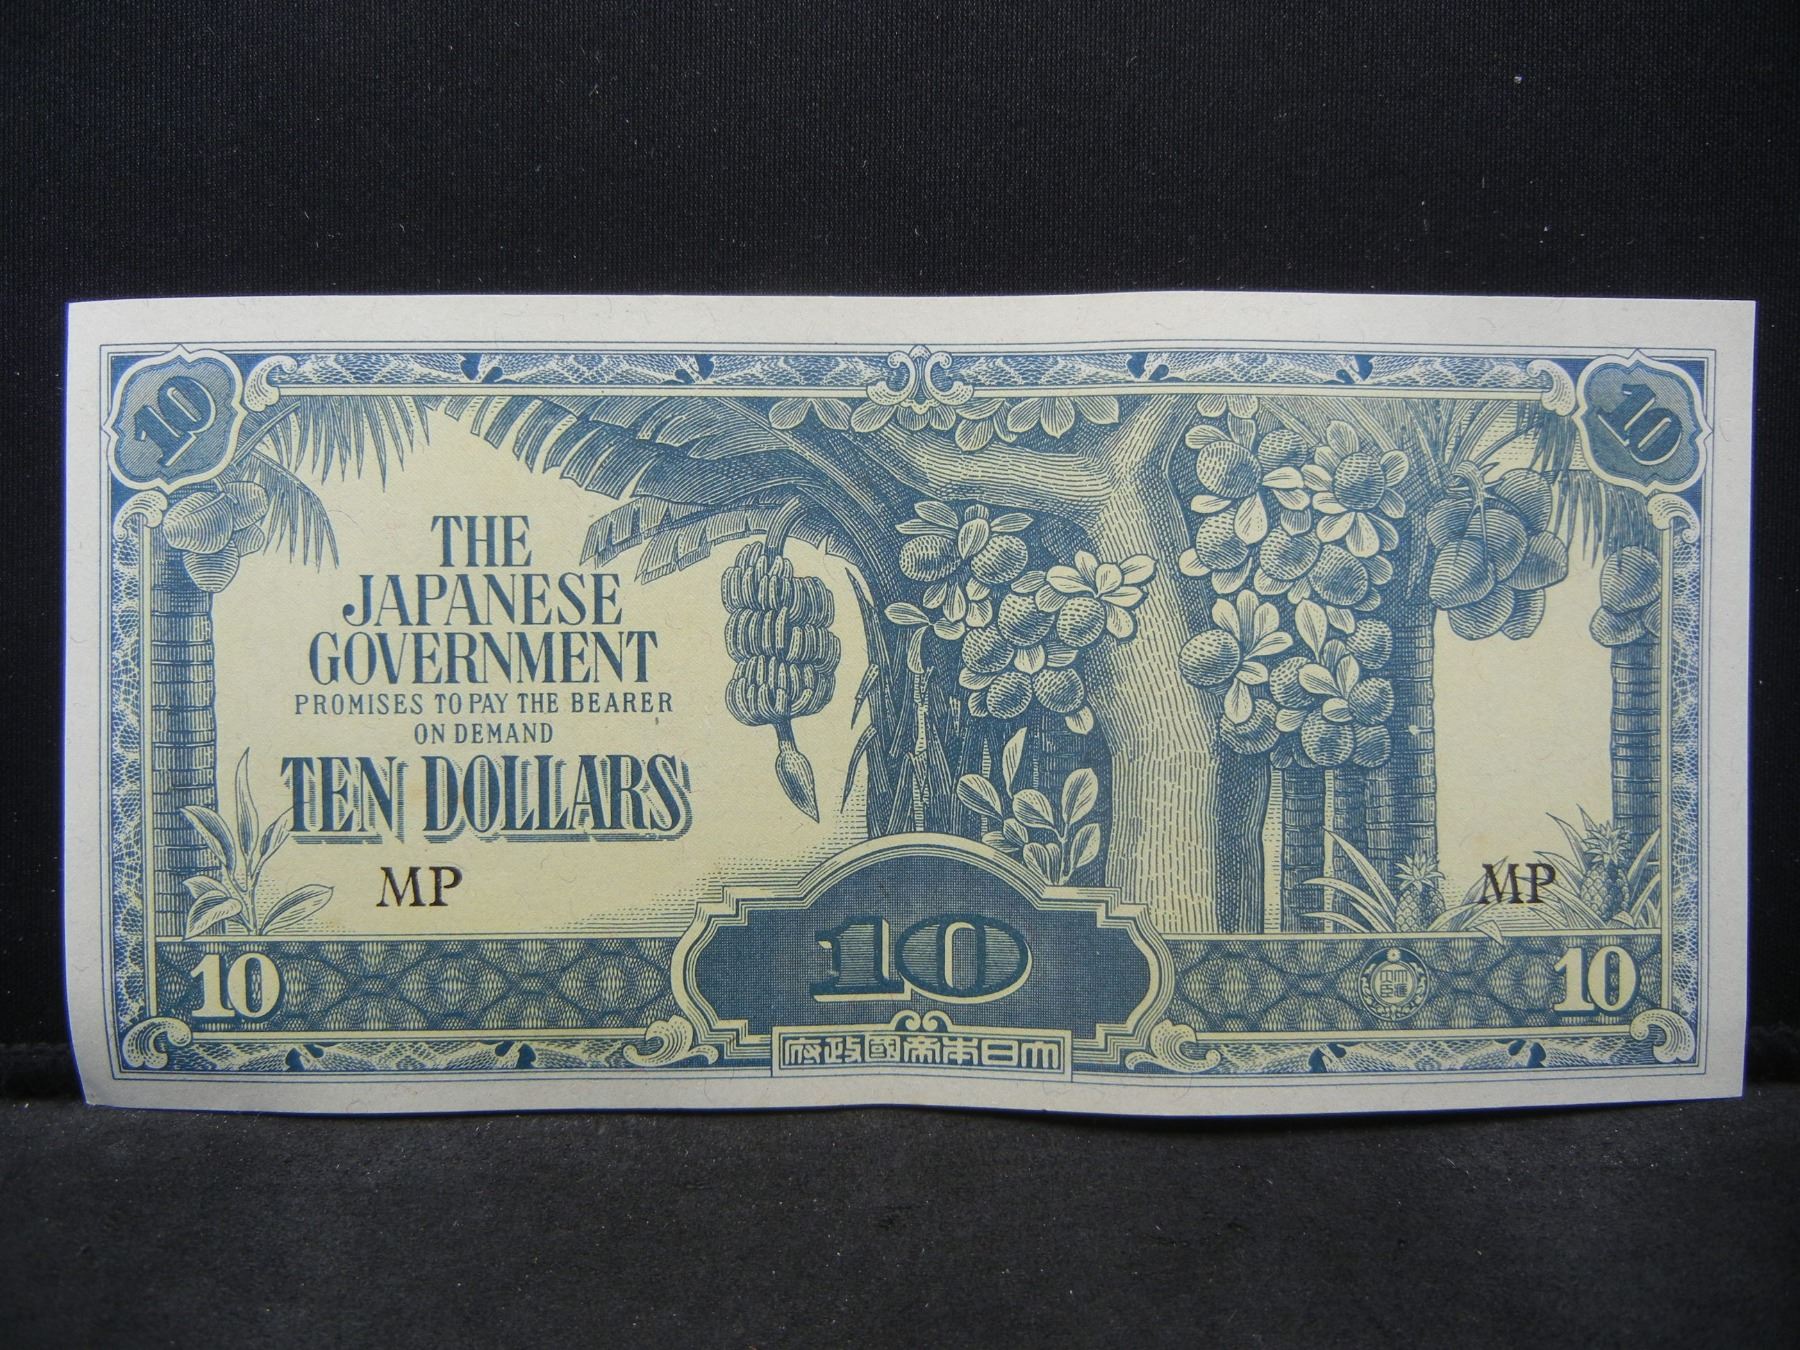 10
10
THE
JAPANESE
GOVERNMENT
PROMISES TO PAY THE BEARER
ON DEMAND
TEN DOLLARS
MP
MP
10
10
10
府政國帝本日大